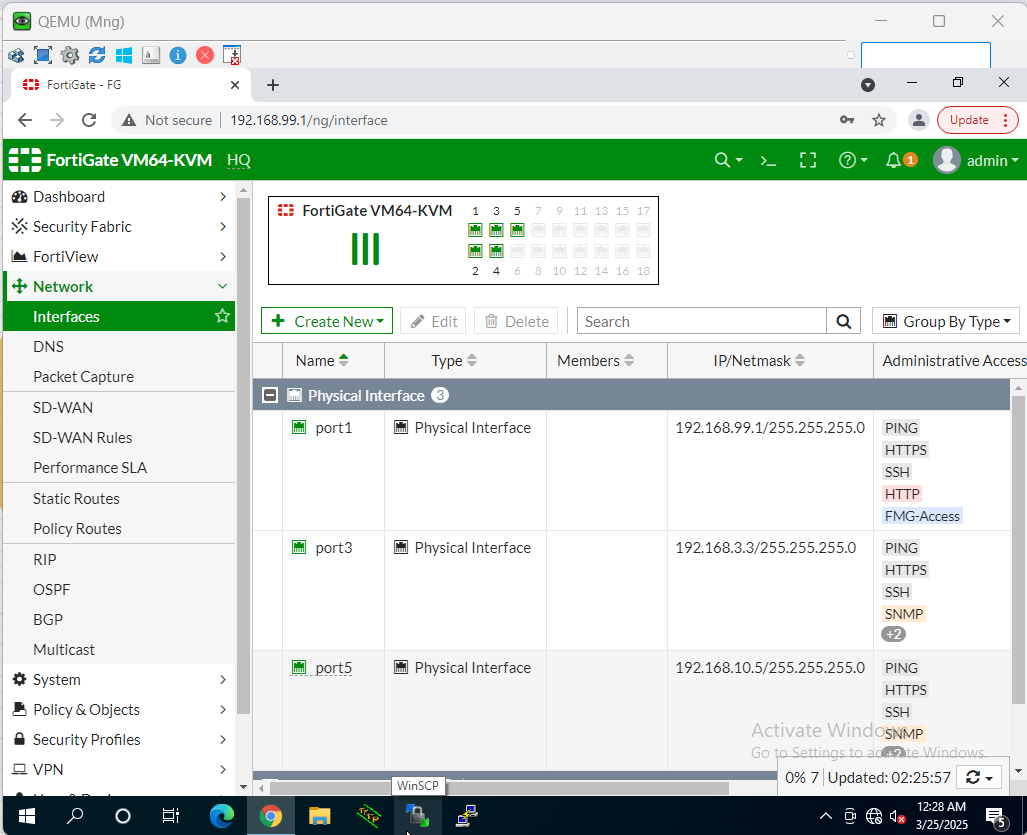 QEMU (Mng)
FortiGate - FG
Not secure 192.168.99.1/ng/interface
Update
FortiGate VM64-KVM HQ
1
admin
Dashboard
Security Fabric
FortiView
Network
Interfaces
DNS
Packet Capture
SD-WAN
SD-WAN Rules
Performance SLA
Static Routes
Policy Routes
RIP
OSPF
BGP
Multicast
System
Policy & Objects
Security Profiles
VPN
FortiGate VM64-KVM
1 3 5 7 9 11 13 15 17
2 4 6 8 10 12 14 16 18
Create New Edit Delete Search Group By Type
Name Type Members IP/Netmask Administrative Access
Physical Interface 3
port1 Physical Interface 192.168.99.1/255.255.255.0 PING
HTTPS
SSH
HTTP
FMG-Access
port3 Physical Interface 192.168.3.3/255.255.255.0 PING
HTTPS
SSH
SNMP
+2
port5 Physical Interface 192.168.10.5/255.255.255.0 PING
HTTPS
SSH
SNMP
+2
Activate Windows
Go to Settings to activate Windows.
0% 7 Updated: 02:25:57
WinSCP
12:28 AM
3/25/2025
5